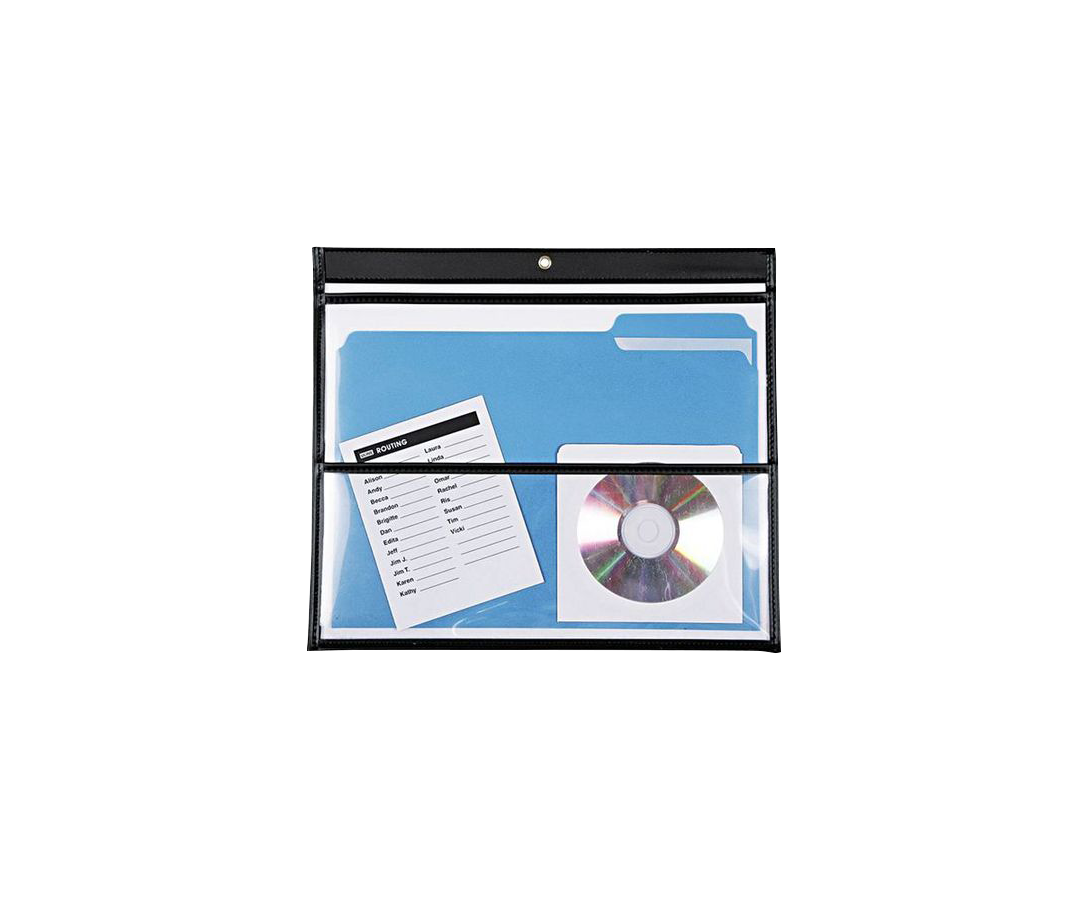 ROUTING
Laura
Linda
Alison
Omar
Andy
Rachel
Becca
Ris
Brandon
Susan
Brigitte
Tim
Dan
Vicki
Edita
Jeff
Jim J.
Jim T.
Karen
Kathy